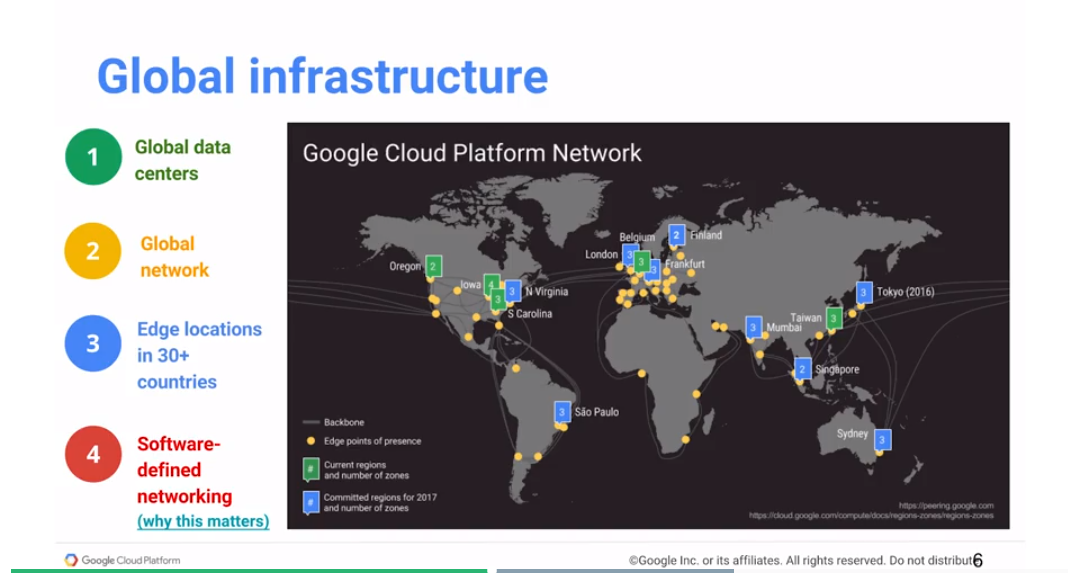 Global infrastructure
1
Global data
centers
2
Global
network
3
Edge locations
in 30+
countries
4
Software-
defined
networking
(why this matters)
Google Cloud Platform Network
Oregon 2
Iowa 4
3 N Virginia
3 S Carolina
3 São Paulo
Belgium 3
London 3
2 Finland
3 Frankfurt
3 Mumbai
Taiwan 3
3 Tokyo (2016)
2 Singapore
Sydney 3
Backbone
Edge points of presence
# Current regions
and number of zones
# Committed regions for 2017
and number of zones
https://peering.google.com
https://cloud.google.com/compute/docs/regions-zones/regions-zones
Google Cloud Platform
©Google Inc. or its affiliates. All rights reserved. Do not distribut
6